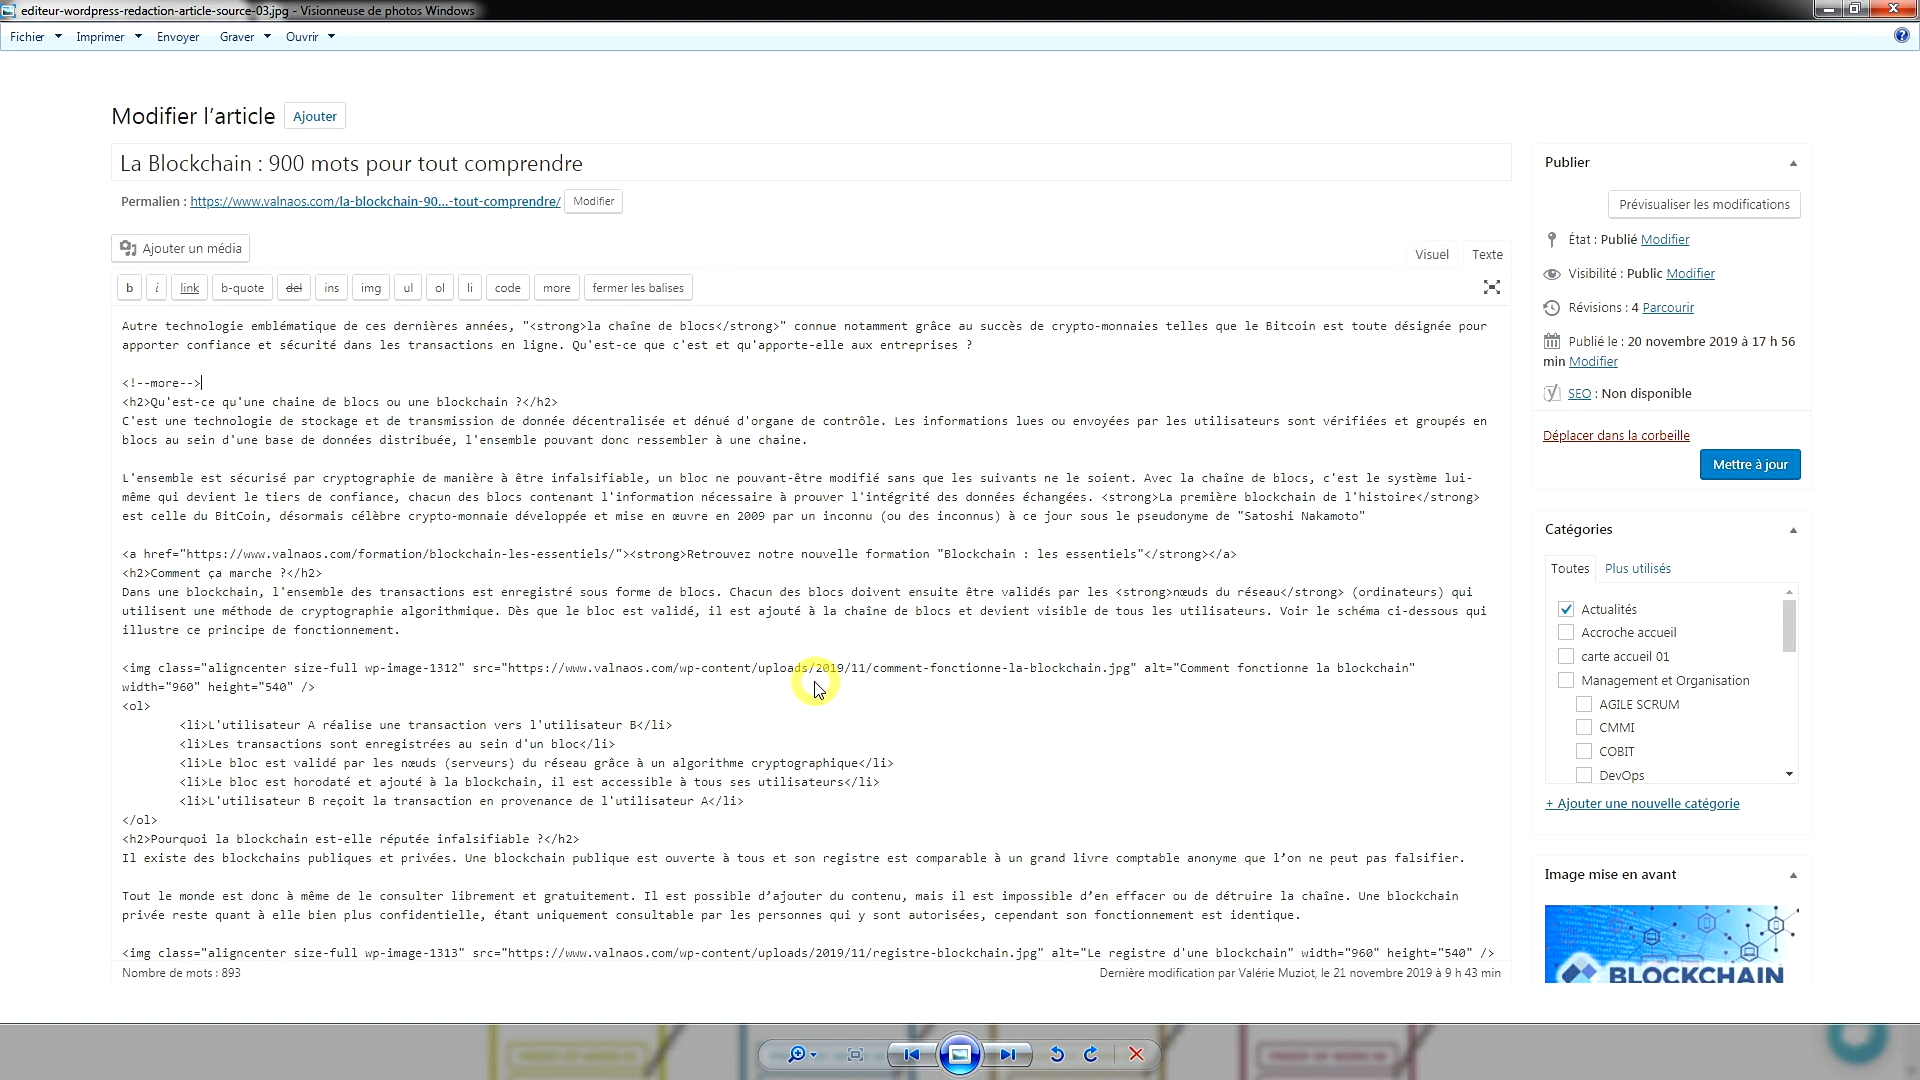 editeur-wordpress-redaction-article-source-03.jpg - Visionneuse de photos Windows
Fichier Imprimer Envoyer Graver Ouvrir
Modifier l'article Ajouter
La Blockchain : 900 mots pour tout comprendre
Permalien : https://www.valnaos.com/la-blockchain-90...-tout-comprendre/ Modifier
Ajouter un média
Visuel Texte
b i link b-quote del ins img ul ol li code more fermer les balises
Autre technologie emblématique de ces dernières années, "<strong>la chaîne de blocs</strong>" connue notamment grâce au succès de crypto-monnaies telles que le Bitcoin est toute désignée pour
apporter confiance et sécurité dans les transactions en ligne. Qu'est-ce que c'est et qu'apporte-elle aux entreprises ?
<!--more-->
<h2>Qu'est-ce qu'une chaine de blocs ou une blockchain ?</h2>
C'est une technologie de stockage et de transmission de donnée décentralisée et dénué d'organe de contrôle. Les informations lues ou envoyées par les utilisateurs sont vérifiées et groupés en
blocs au sein d'une base de données distribuée, l'ensemble pouvant donc ressembler à une chaine.
L'ensemble est sécurisé par cryptographie de manière à être infalsifiable, un bloc ne pouvant-être modifié sans que les suivants ne le soient. Avec la chaîne de blocs, c'est le système lui-
même qui devient le tiers de confiance, chacun des blocs contenant l'information nécessaire à prouver l'intégrité des données échangées. <strong>La première blockchain de l'histoire</strong>
est celle du BitCoin, désormais célèbre crypto-monnaie développée et mise en œuvre en 2009 par un inconnu (ou des inconnus) à ce jour sous le pseudonyme de "Satoshi Nakamoto"
<a href="https://www.valnaos.com/formation/blockchain-les-essentiels/"><strong>Retrouvez notre nouvelle formation "Blockchain : les essentiels"</strong></a>
<h2>Comment ça marche ?</h2>
Dans une blockchain, l'ensemble des transactions est enregistré sous forme de blocs. Chacun des blocs doivent ensuite être validés par les <strong>nœuds du réseau</strong> (ordinateurs) qui
utilisent une méthode de cryptographie algorithmique. Dès que le bloc est validé, il est ajouté à la chaîne de blocs et devient visible de tous les utilisateurs. Voir le schéma ci-dessous qui
illustre ce principe de fonctionnement.
<img class="aligncenter size-full wp-image-1312" src="https://www.valnaos.com/wp-content/uploads/2019/11/comment-fonctionne-la-blockchain.jpg" alt="Comment fonctionne la blockchain"
width="960" height="540" />
<ol>
<li>L'utilisateur A réalise une transaction vers l'utilisateur B</li>
<li>Les transactions sont enregistrées au sein d'un bloc</li>
<li>Le bloc est validé par les nœuds (serveurs) du réseau grâce à un algorithme cryptographique</li>
<li>Le bloc est horodaté et ajouté à la blockchain, il est accessible à tous ses utilisateurs</li>
<li>L'utilisateur B reçoit la transaction en provenance de l'utilisateur A</li>
</ol>
<h2>Pourquoi la blockchain est-elle réputée infalsifiable ?</h2>
Il existe des blockchains publiques et privées. Une blockchain publique est ouverte à tous et son registre est comparable à un grand livre comptable anonyme que l’on ne peut pas falsifier.
Tout le monde est donc à même de le consulter librement et gratuitement. Il est possible d’ajouter du contenu, mais il est impossible d’en effacer ou de détruire la chaîne. Une blockchain
privée reste quant à elle bien plus confidentielle, étant uniquement consultable par les personnes qui y sont autorisées, cependant son fonctionnement est identique.
<img class="aligncenter size-full wp-image-1313" src="https://www.valnaos.com/wp-content/uploads/2019/11/registre-blockchain.jpg" alt="Le registre d'une blockchain" width="960" height="540" />
Nombre de mots : 893 Dernière modification par Valérie Muziot, le 21 novembre 2019 à 9 h 43 min
Publier
Prévisualiser les modifications
État : Publié Modifier
Visibilité : Public Modifier
Révisions : 4 Parcourir
Publié le : 20 novembre 2019 à 17 h 56
min Modifier
SEO : Non disponible
Déplacer dans la corbeille
Mettre à jour
Catégories
Toutes Plus utilisés
Actualités
Accroche accueil
carte accueil 01
Management et Organisation
AGILE SCRUM
CMMI
COBIT
DevOps
+ Ajouter une nouvelle catégorie
Image mise en avant
BLOCKCHAIN